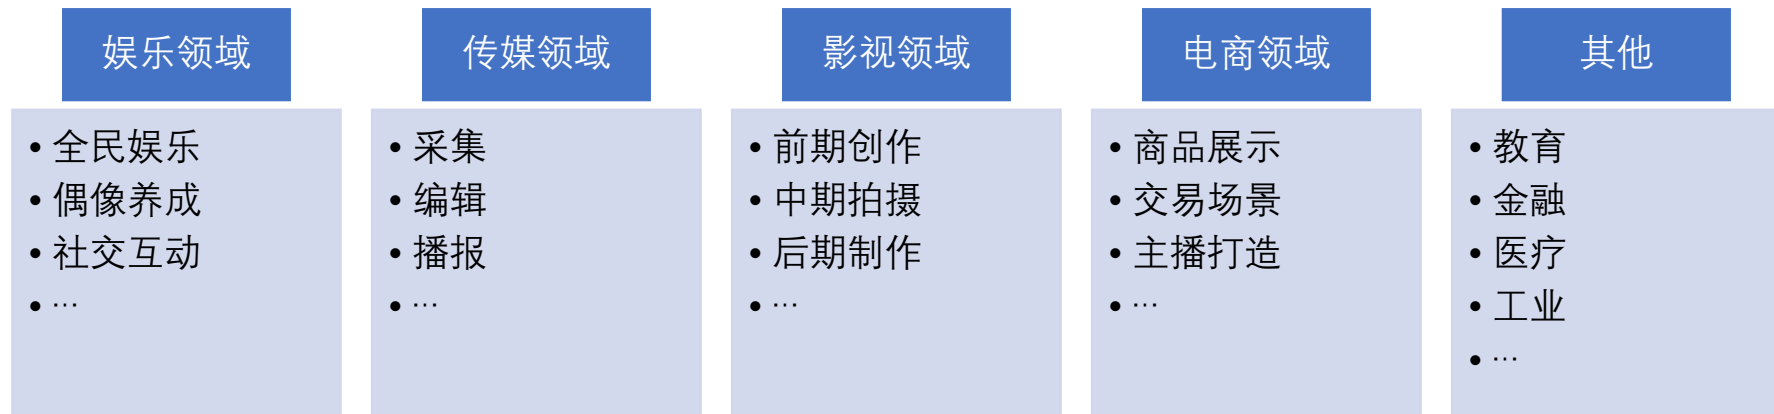 娱乐领域
• 全民娱乐
• 偶像养成
• 社交互动
• …
传媒领域
• 采集
• 编辑
• 播报
• …
影视领域
• 前期创作
• 中期拍摄
• 后期制作
• …
电商领域
• 商品展示
• 交易场景
• 主播打造
• …
其他
• 教育
• 金融
• 医疗
• 工业
• …